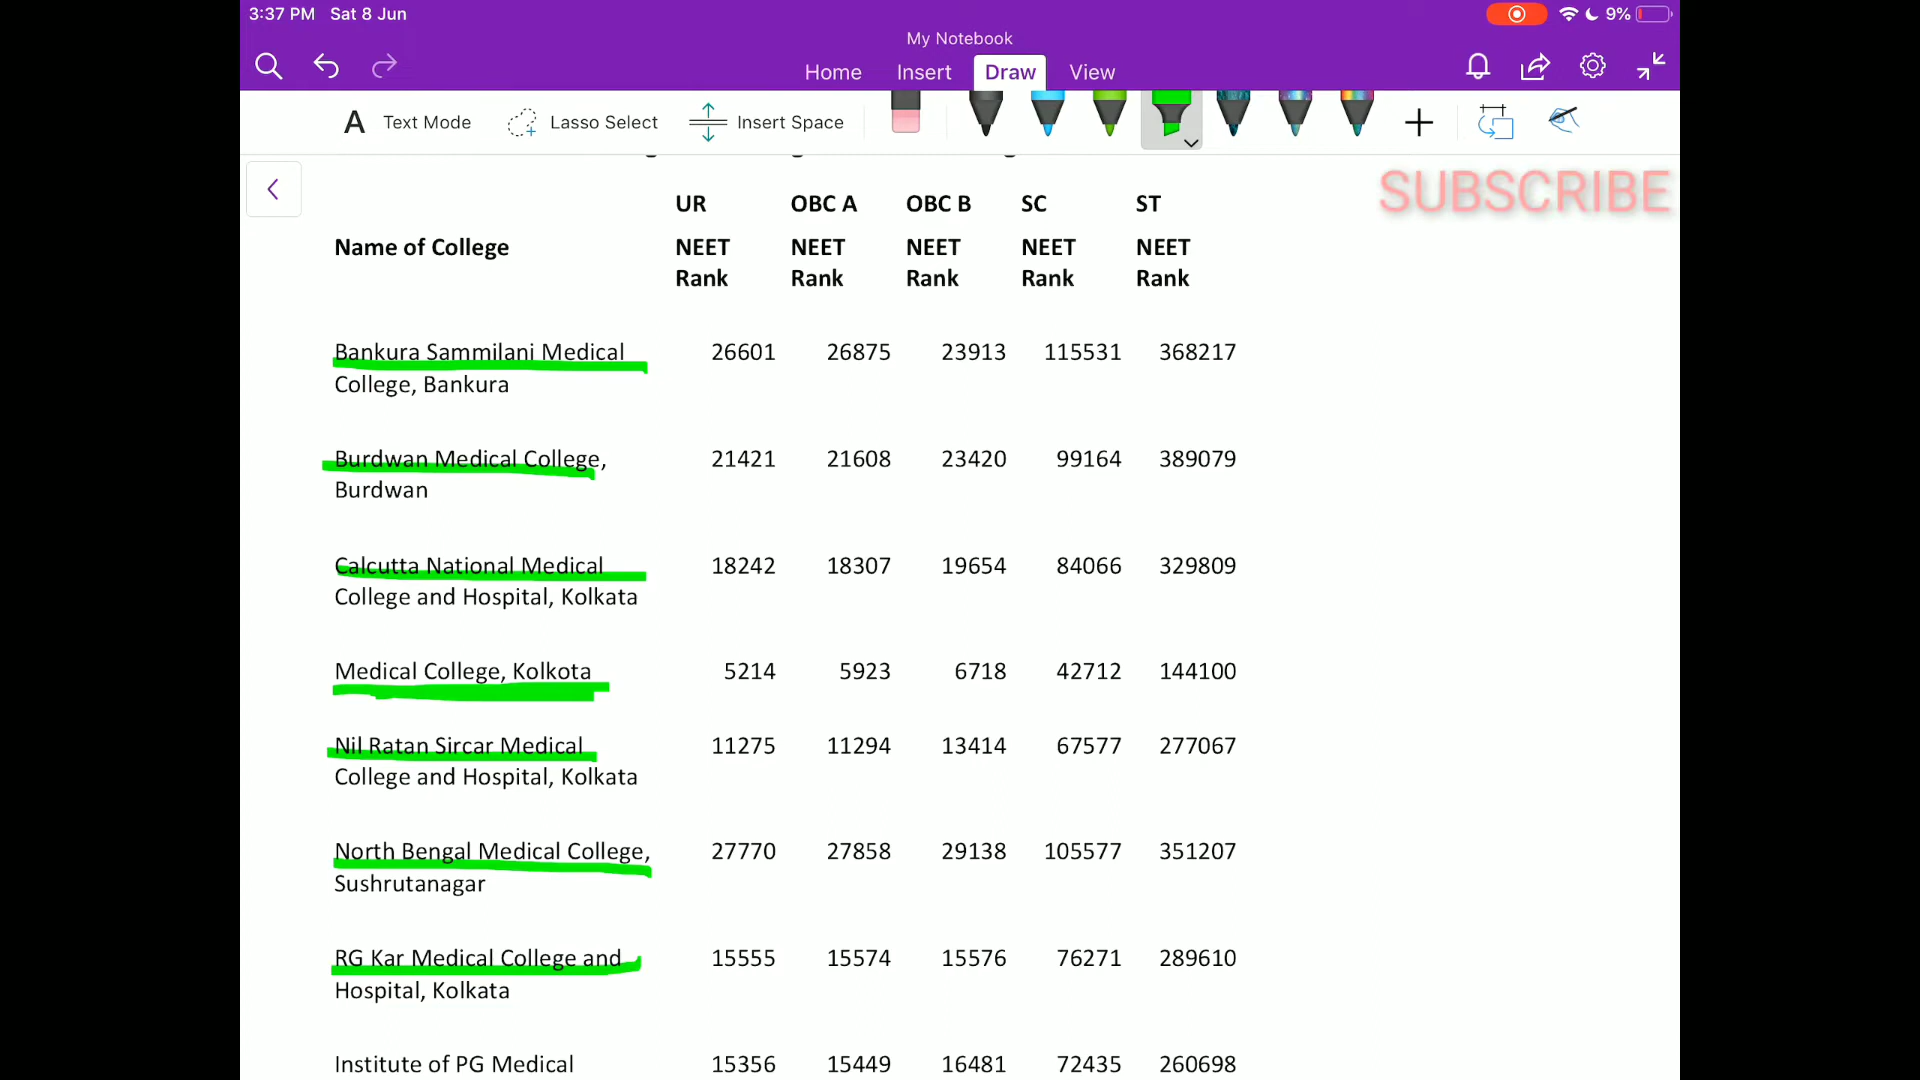 3:37 PM Sat 8 Jun 9%
My Notebook
Home Insert Draw View
A Text Mode Lasso Select Insert Space
SUBSCRIBE
UR OBC A OBC B SC ST
Name of College NEET NEET NEET NEET NEET
Rank Rank Rank Rank Rank
Bankura Sammilani Medical 26601 26875 23913 115531 368217
College, Bankura
Burdwan Medical College, 21421 21608 23420 99164 389079
Burdwan
Calcutta National Medical 18242 18307 19654 84066 329809
College and Hospital, Kolkata
Medical College, Kolkota 5214 5923 6718 42712 144100
Nil Ratan Sircar Medical 11275 11294 13414 67577 277067
College and Hospital, Kolkata
North Bengal Medical College, 27770 27858 29138 105577 351207
Sushrutanagar
RG Kar Medical College and 15555 15574 15576 76271 289610
Hospital, Kolkata
Institute of PG Medical 15356 15449 16481 72435 260698